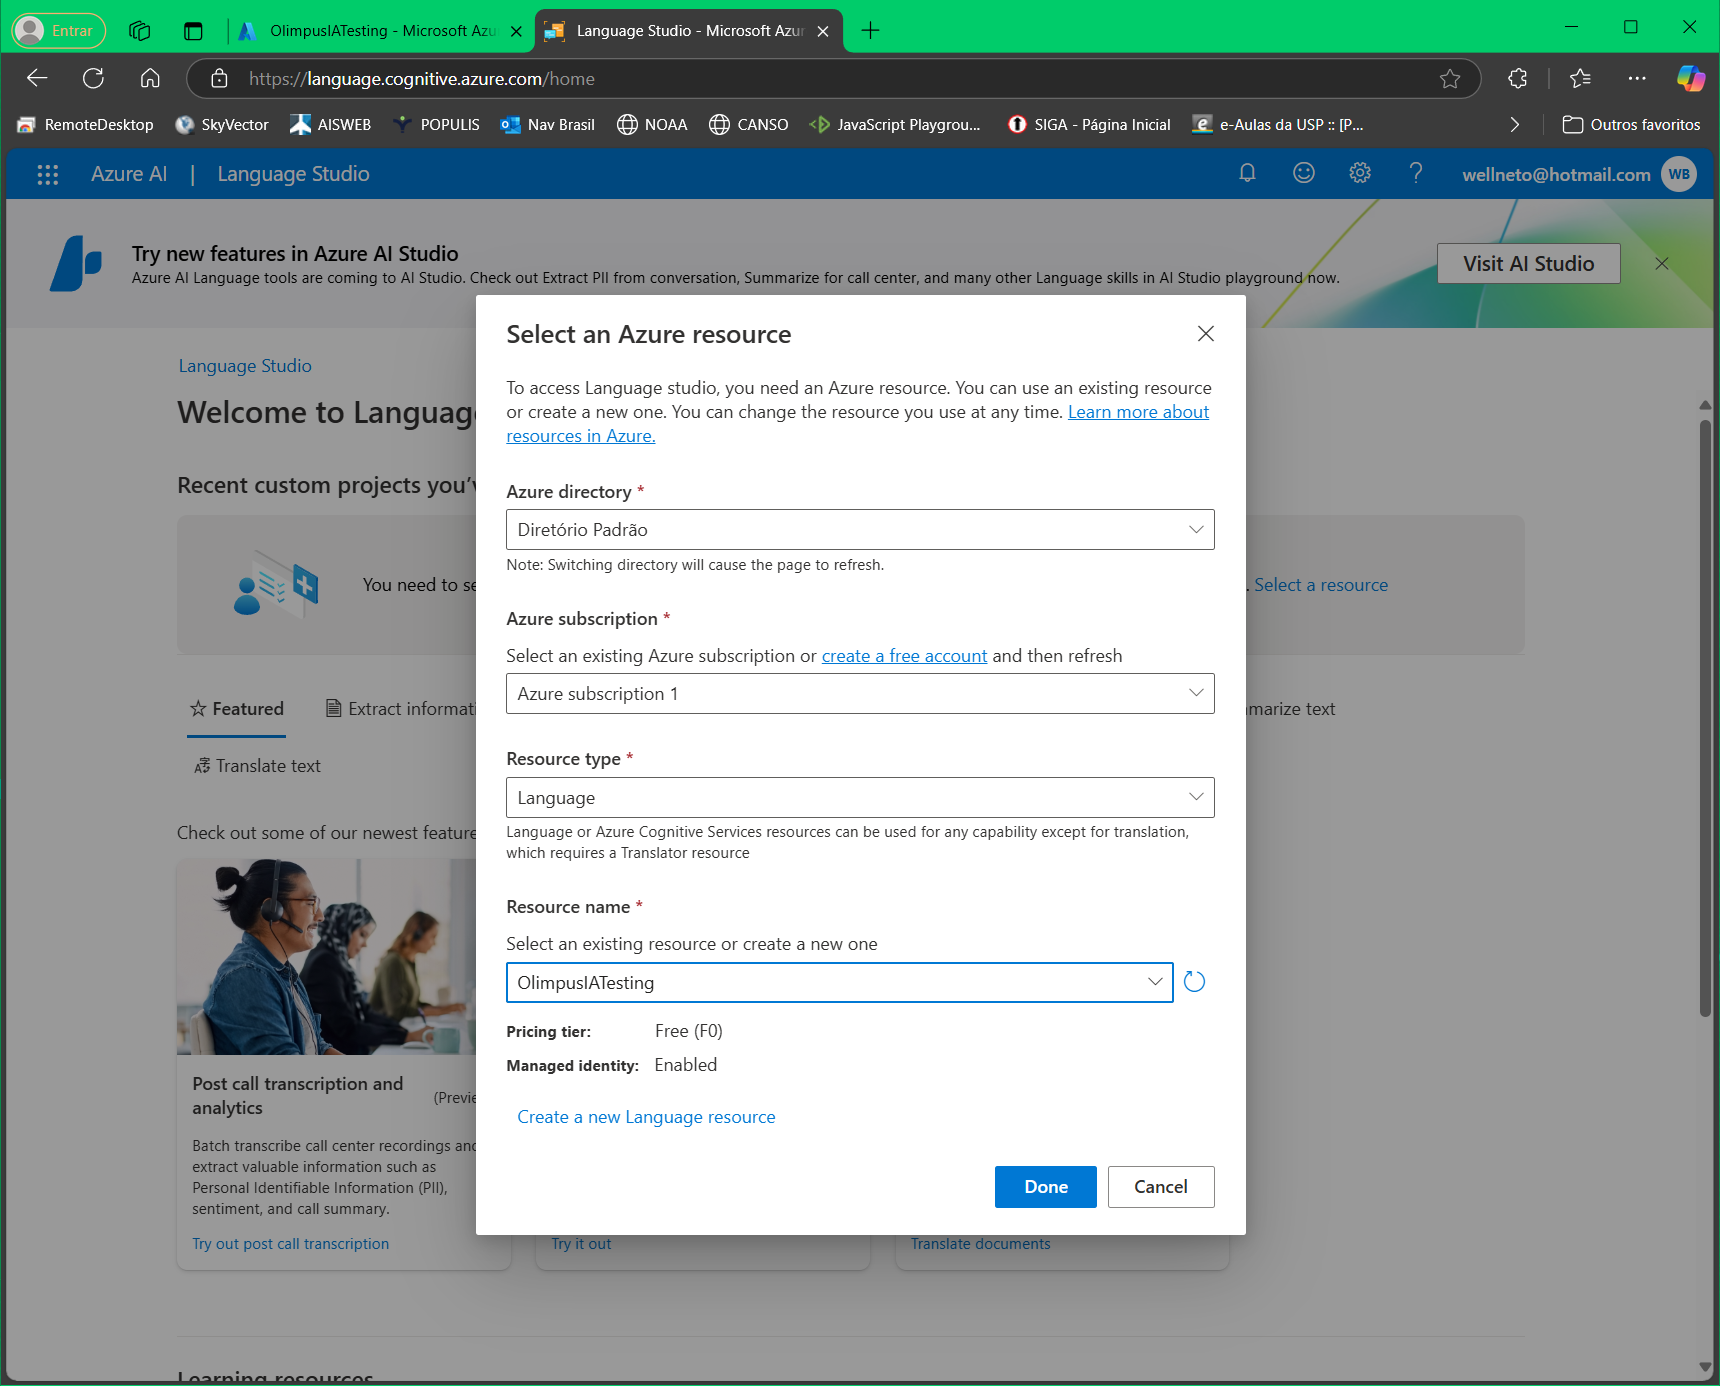 Entrar
OlimpusIATesting - Microsoft Azu
Language Studio - Microsoft Azur
https://language.cognitive.azure.com/home
RemoteDesktop
SkyVector
AISWEB
POPULIS
Nav Brasil
NOAA
CANSO
JavaScript Playgrou...
SIGA - Página Inicial
e-Aulas da USP :: [P...
Outros favoritos
Azure AI | Language Studio
wellneto@hotmail.com WB
Try new features in Azure AI Studio
Azure AI Language tools are coming to AI Studio. Check out Extract PII from conversation, Summarize for call center, and many other Language skills in AI Studio playground now.
Visit AI Studio
Language Studio
Welcome to Languag
Recent custom projects you'v
You need to se
. Select a resource
Featured
Extract informati
marize text
Translate text
Check out some of our newest feature
Post call transcription and
analytics
(Previe
Batch transcribe call center recordings and
extract valuable information such as
Personal Identifiable Information (PII),
sentiment, and call summary.
Try out post call transcription
Try it out
Translate documents
Learning resources
Select an Azure resource
To access Language studio, you need an Azure resource. You can use an existing resource
or create a new one. You can change the resource you use at any time. Learn more about
resources in Azure.
Azure directory *
Diretório Padrão
Note: Switching directory will cause the page to refresh.
Azure subscription *
Select an existing Azure subscription or create a free account and then refresh
Azure subscription 1
Resource type *
Language
Language or Azure Cognitive Services resources can be used for any capability except for translation,
which requires a Translator resource
Resource name *
Select an existing resource or create a new one
OlimpusIATesting
Pricing tier: Free (F0)
Managed identity: Enabled
Create a new Language resource
Done
Cancel